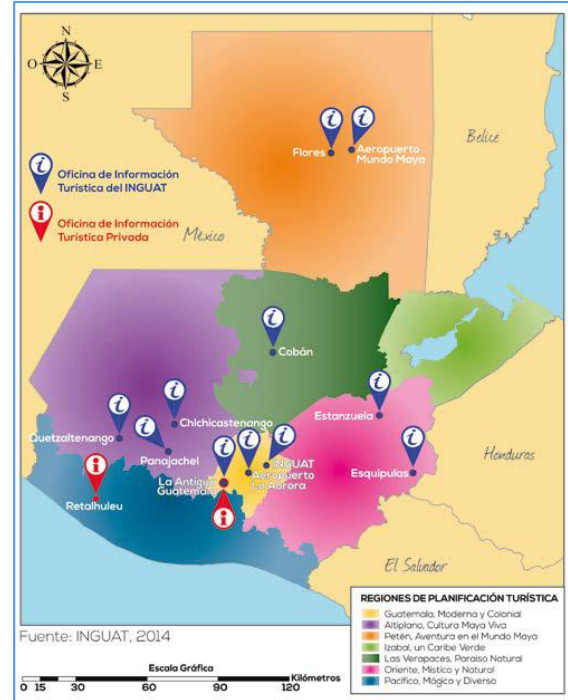 N
O
E
S
Belice
Flores
Aeropuerto
Mundo Maya
Oficina de Información
Turística del INGUAT
Oficina de Información
Turística Privada
México
Cobán
Estanzuela
Chichicastenango
Quetzaltenango
Panajachel
INGUAT
Aeropuerto
La Aurora
La Antigua
Guatemala
Esquipulas
Honduras
Retalhuleu
El Salvador
REGIONES DE PLANIFICACIÓN TURÍSTICA
Guatemala, Moderna y Colonial
Altiplano, Cultura Maya Viva
Petén, Aventura en el Mundo Maya
Izabal, un Caribe Verde
Las Verapaces, Paraíso Natural
Oriente, Místico y Natural
Pacífico, Mágico y Diverso
Fuente: INGUAT, 2014
Escala Gráfica
Kilómetros
0 15 30 60 90 120